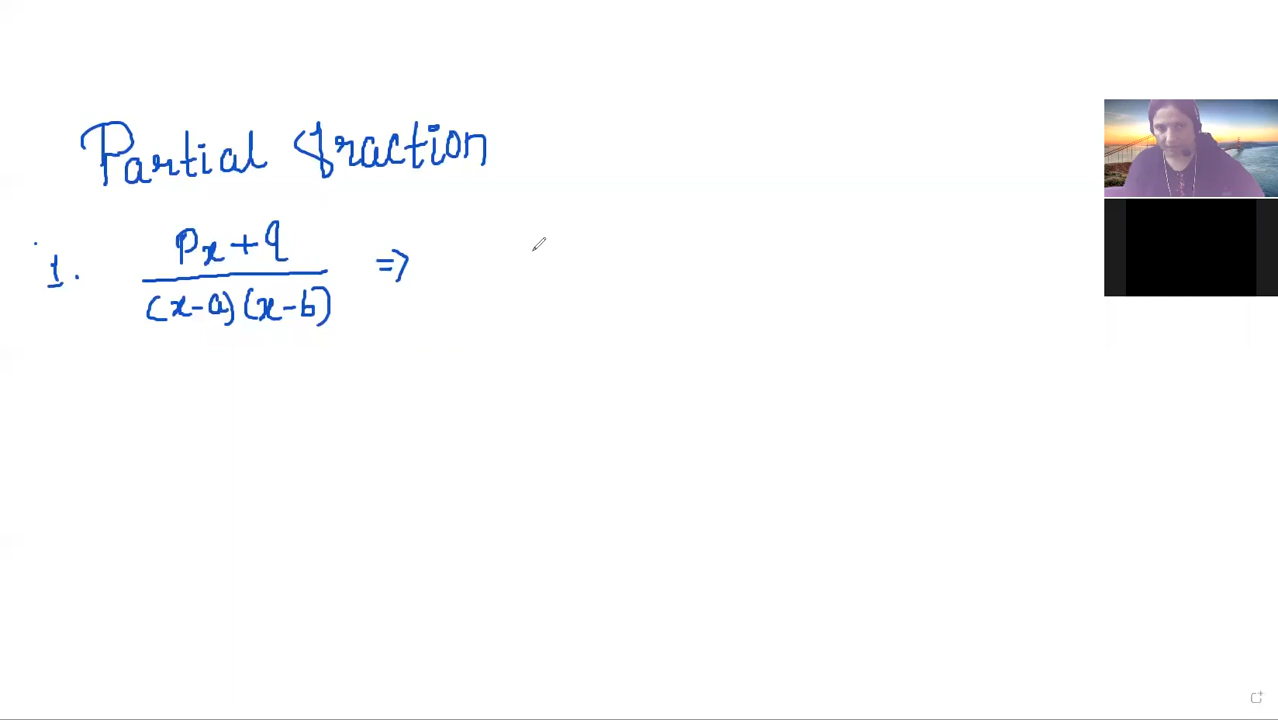 Partial fraction
1. px+q / (x-a)(x-b) =>